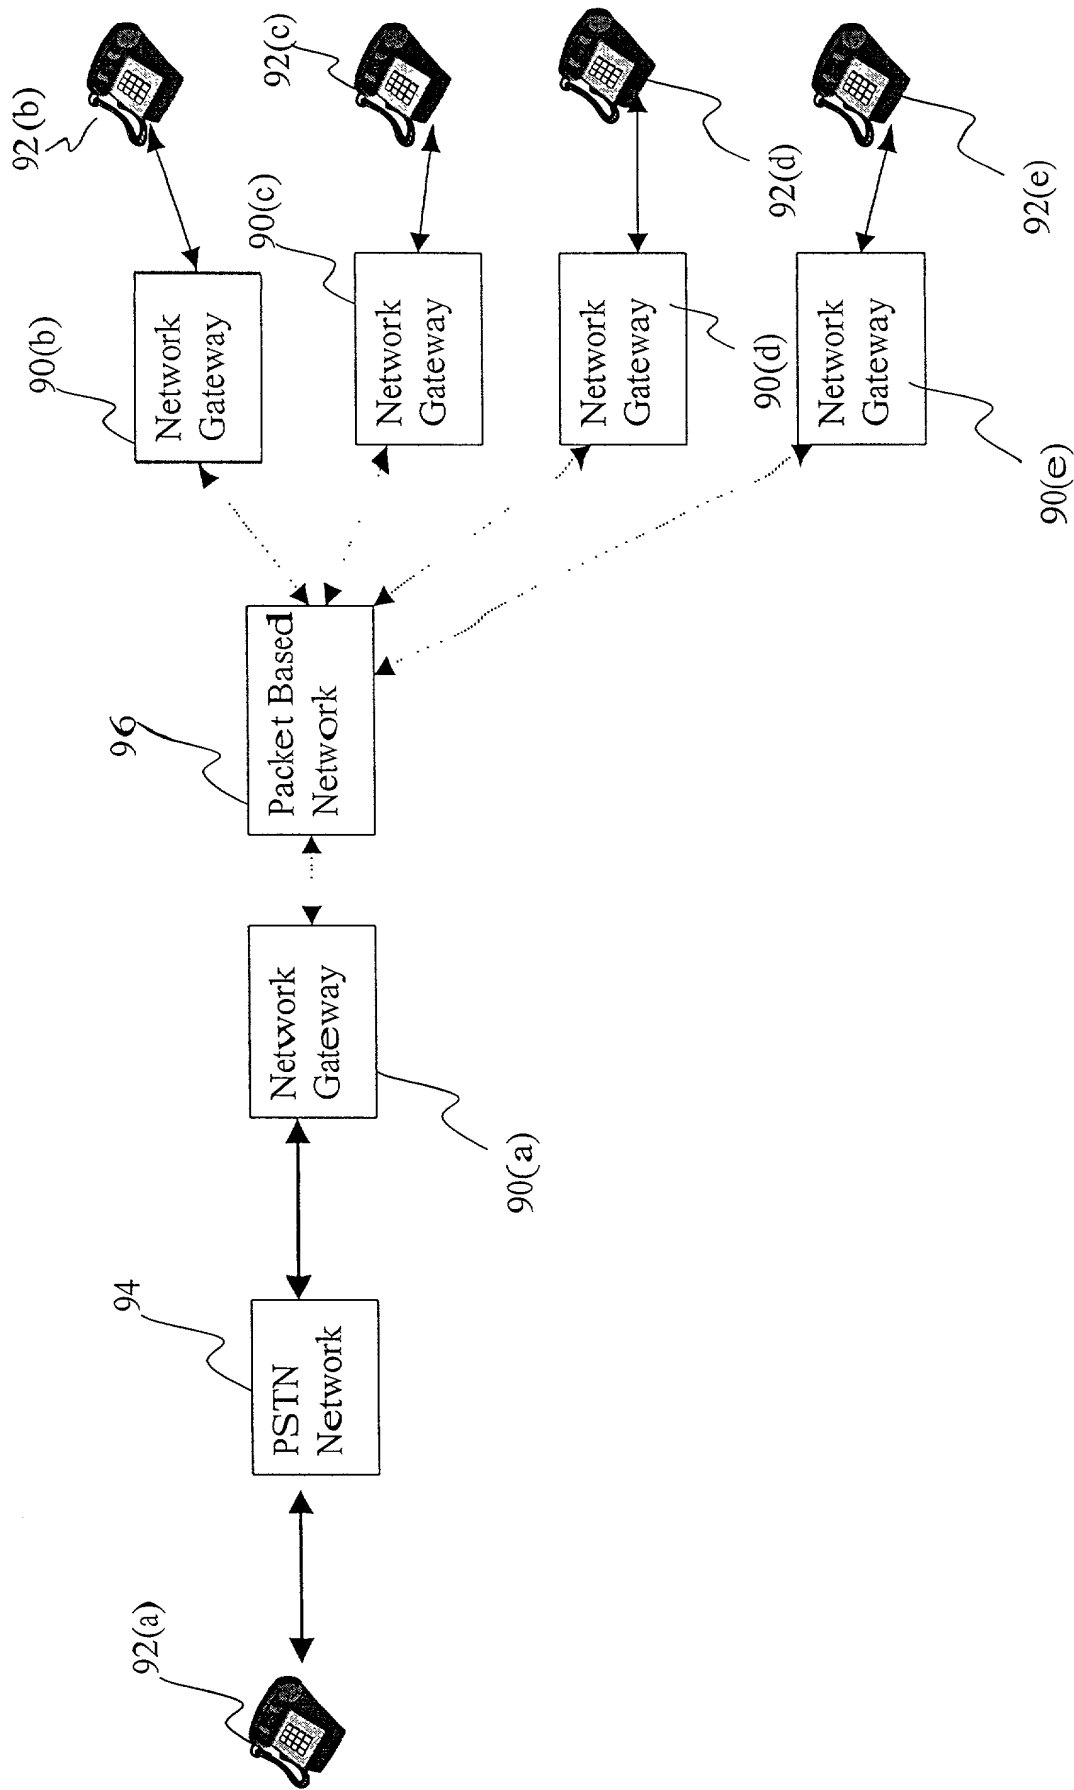 92(a)
94
PSTN
Network
90(a)
Network
Gateway
96
Packet Based
Network
90(b)
Network
Gateway
92(b)
90(c)
Network
Gateway
92(c)
90(d)
Network
Gateway
92(d)
90(e)
Network
Gateway
92(e)